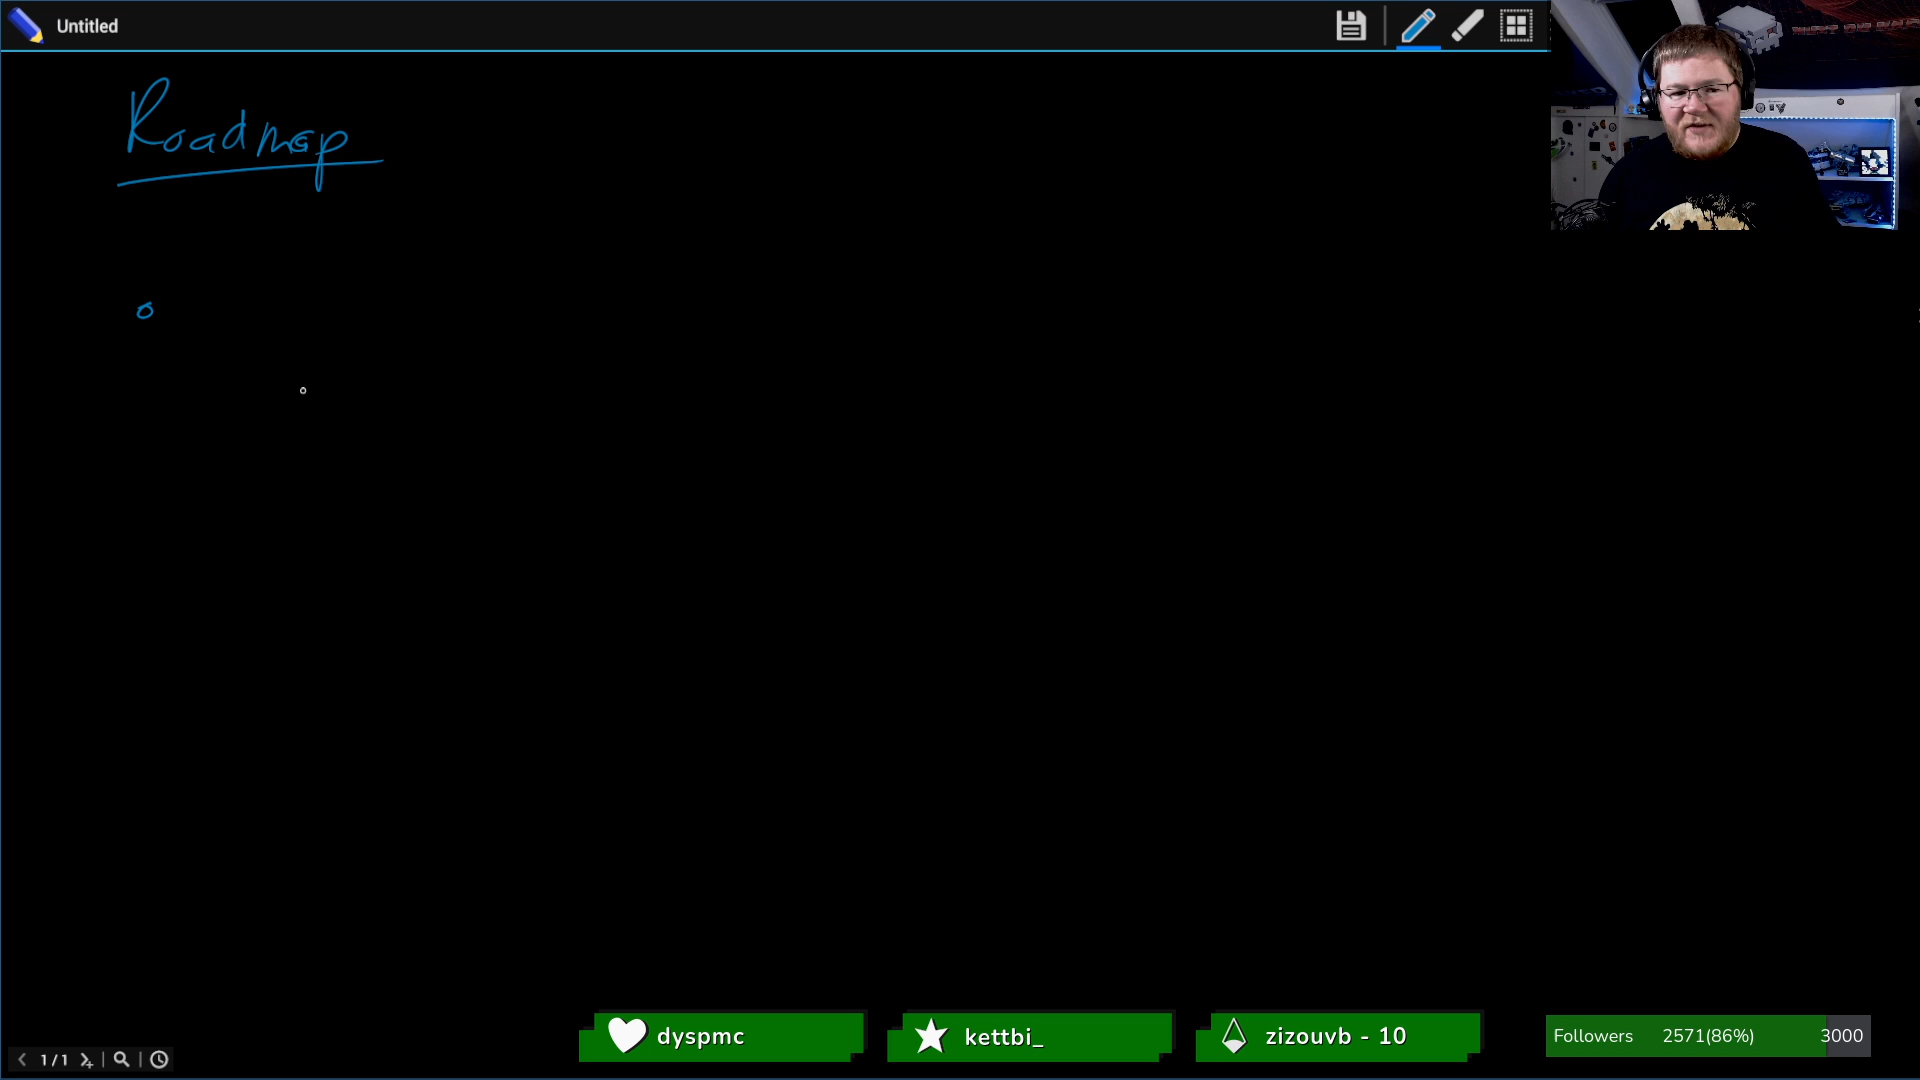 Untitled
Roadmap
1/1
dyspmc
kettbi_
zizouvb - 10
Followers 2571(86%) 3000